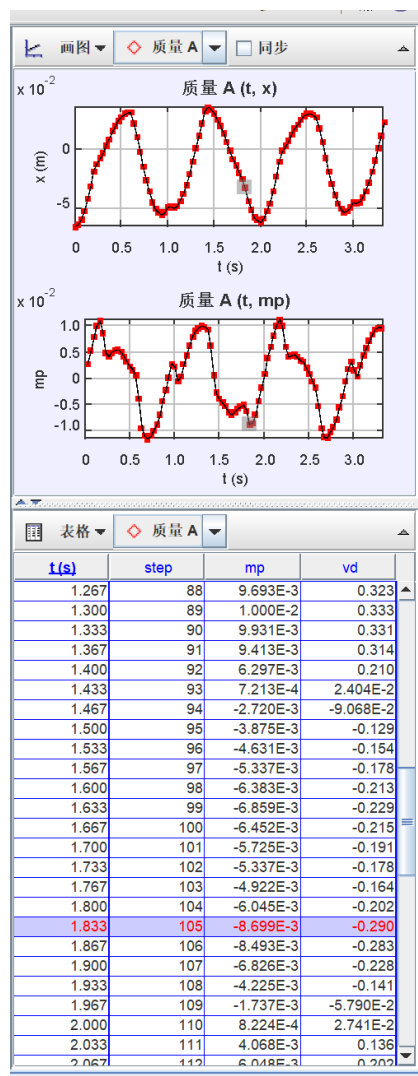 画图 质量 A 同步
x 10-2
质量 A (t, x)
x (m)
0
-5
0 0.5 1.0 1.5 2.0 2.5 3.0
t (s)
x 10-2
质量 A (t, mp)
mp
1.0
0.5
0
-0.5
-1.0
0 0.5 1.0 1.5 2.0 2.5 3.0
t (s)
表格 质量 A
t (s) step mp vd
1.267 88 9.693E-3 0.323
1.300 89 1.000E-2 0.333
1.333 90 9.931E-3 0.331
1.367 91 9.413E-3 0.314
1.400 92 6.297E-3 0.210
1.433 93 7.213E-4 2.404E-2
1.467 94 -2.720E-3 -9.068E-2
1.500 95 -3.875E-3 -0.129
1.533 96 -4.631E-3 -0.154
1.567 97 -5.337E-3 -0.178
1.600 98 -6.383E-3 -0.213
1.633 99 -6.859E-3 -0.229
1.667 100 -6.452E-3 -0.215
1.700 101 -5.725E-3 -0.191
1.733 102 -5.337E-3 -0.178
1.767 103 -4.922E-3 -0.164
1.800 104 -6.045E-3 -0.202
1.833 105 -8.699E-3 -0.290
1.867 106 -8.493E-3 -0.283
1.900 107 -6.826E-3 -0.228
1.933 108 -4.225E-3 -0.141
1.967 109 -1.737E-3 -5.790E-2
2.000 110 8.224E-4 2.741E-2
2.033 111 4.068E-3 0.136
2.067 112 6.048E-3 0.202